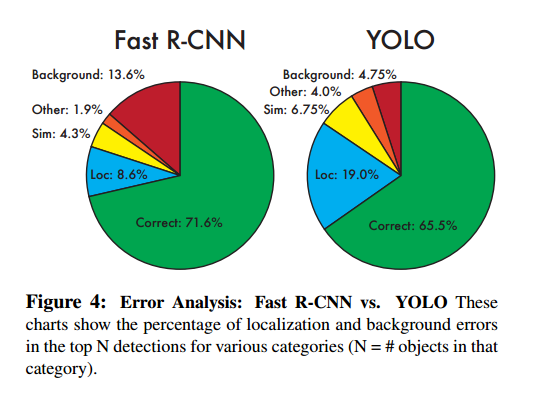 Fast R-CNN
Background: 13.6%
Other: 1.9%
Sim: 4.3%
Loc: 8.6%
Correct: 71.6%
YOLO
Background: 4.75%
Other: 4.0%
Sim: 6.75%
Loc: 19.0%
Correct: 65.5%
Figure 4: Error Analysis: Fast R-CNN vs. YOLO These
charts show the percentage of localization and background errors
in the top N detections for various categories (N = # objects in that
category).